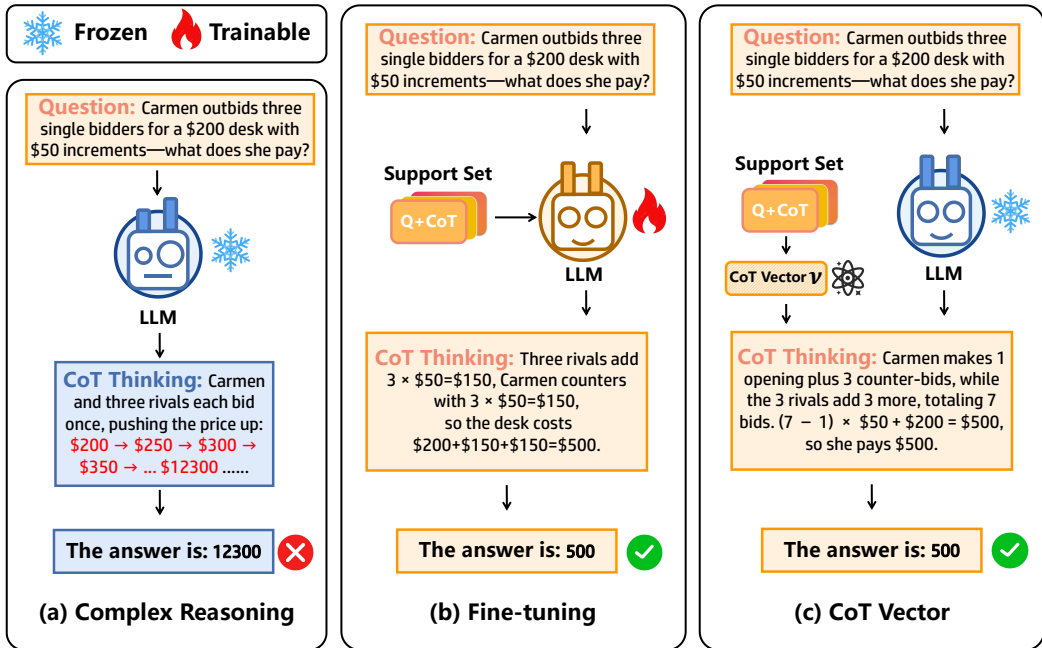 Frozen
Trainable
Question: Carmen outbids three
single bidders for a $200 desk with
$50 increments—what does she pay?
LLM
CoT Thinking: Carmen
and three rivals each bid
once, pushing the price up:
$200 → $250 → $300 →
$350 → ... $12300 ......
The answer is: 12300
(a) Complex Reasoning
Question: Carmen outbids three
single bidders for a $200 desk with
$50 increments—what does she pay?
Support Set
Q+CoT
LLM
CoT Thinking: Three rivals add
3 × $50=$150, Carmen counters
with 3 × $50=$150,
so the desk costs
$200+$150+$150=$500.
The answer is: 500
(b) Fine-tuning
Question: Carmen outbids three
single bidders for a $200 desk with
$50 increments—what does she pay?
Support Set
Q+CoT
CoT Vector ν
LLM
CoT Thinking: Carmen makes 1
opening plus 3 counter-bids, while
the 3 rivals add 3 more, totaling 7
bids. (7 − 1) × $50 + $200 = $500,
so she pays $500.
The answer is: 500
(c) CoT Vector